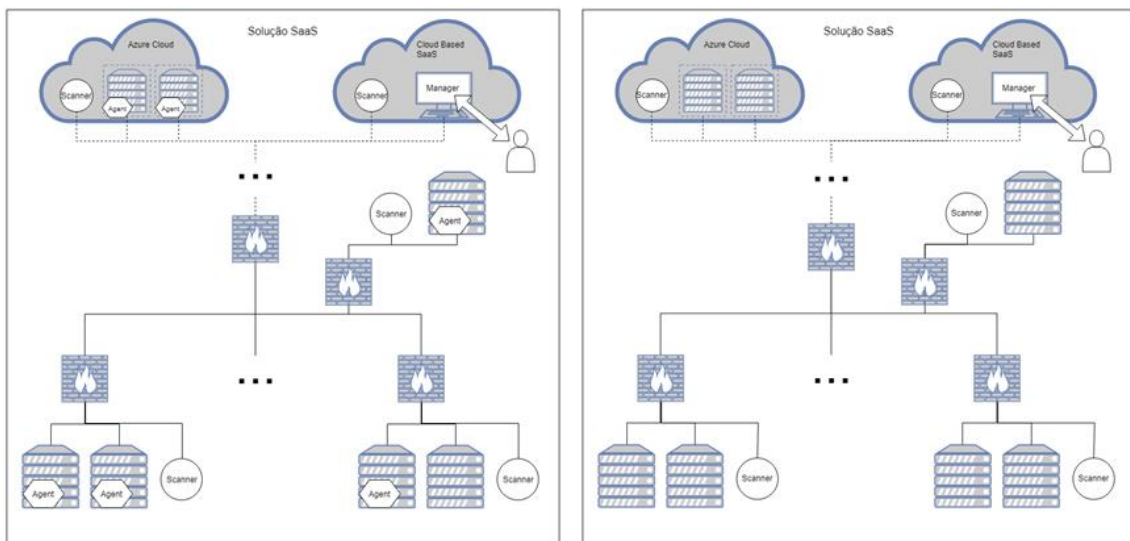 Solução SaaS
Azure Cloud
Cloud Based
SaaS
Scanner
Agent
Agent
Scanner
Manager
Scanner
Agent
Agent
Agent
Scanner
Agent
Scanner
Solução SaaS
Azure Cloud
Cloud Based
SaaS
Scanner
Scanner
Manager
Scanner
Scanner
Scanner